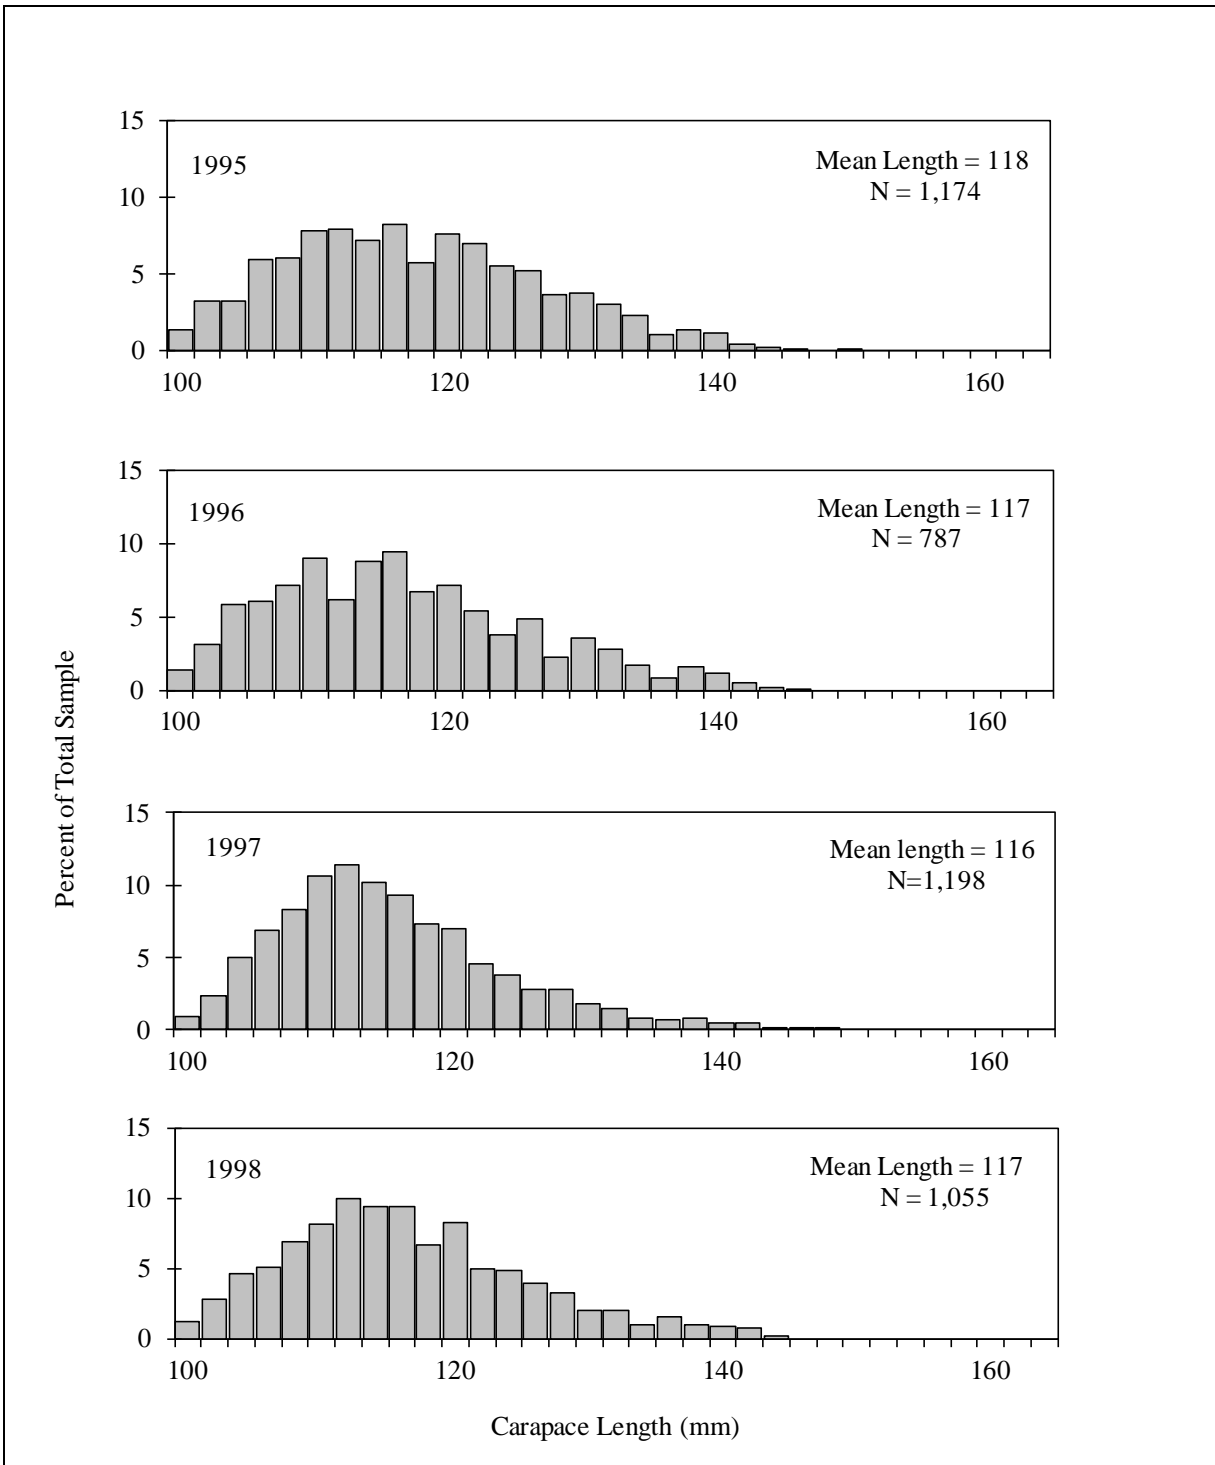 15
1995
Mean Length = 118
N = 1,174
10
5
0
100 120 140 160
15
1996
Mean Length = 117
N = 787
10
5
0
100 120 140 160
Percent of Total Sample
15
1997
Mean length = 116
N=1,198
10
5
0
100 120 140 160
15
1998
Mean Length = 117
N = 1,055
10
5
0
100 120 140 160
Carapace Length (mm)